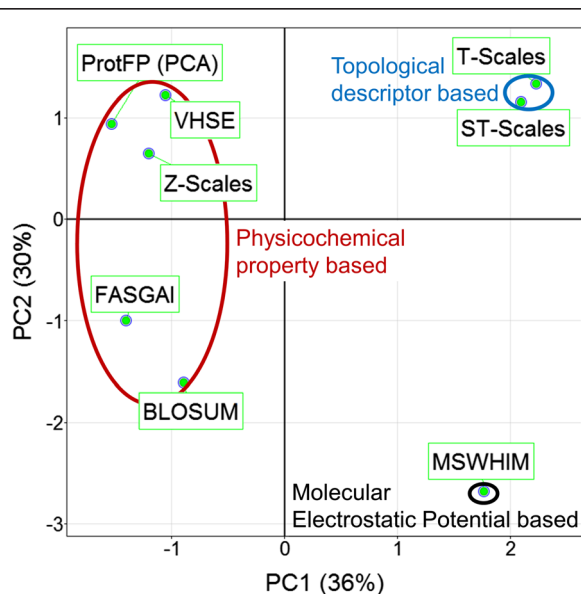 ProtFP (PCA)
VHSE
Z-Scales
Topological
descriptor based
T-Scales
ST-Scales
Physicochemical
property based
FASGAI
BLOSUM
MSWHIM
Molecular
Electrostatic Potential based
PC2 (30%)
1
0
-1
-2
-3
-1
0
1
2
PC1 (36%)